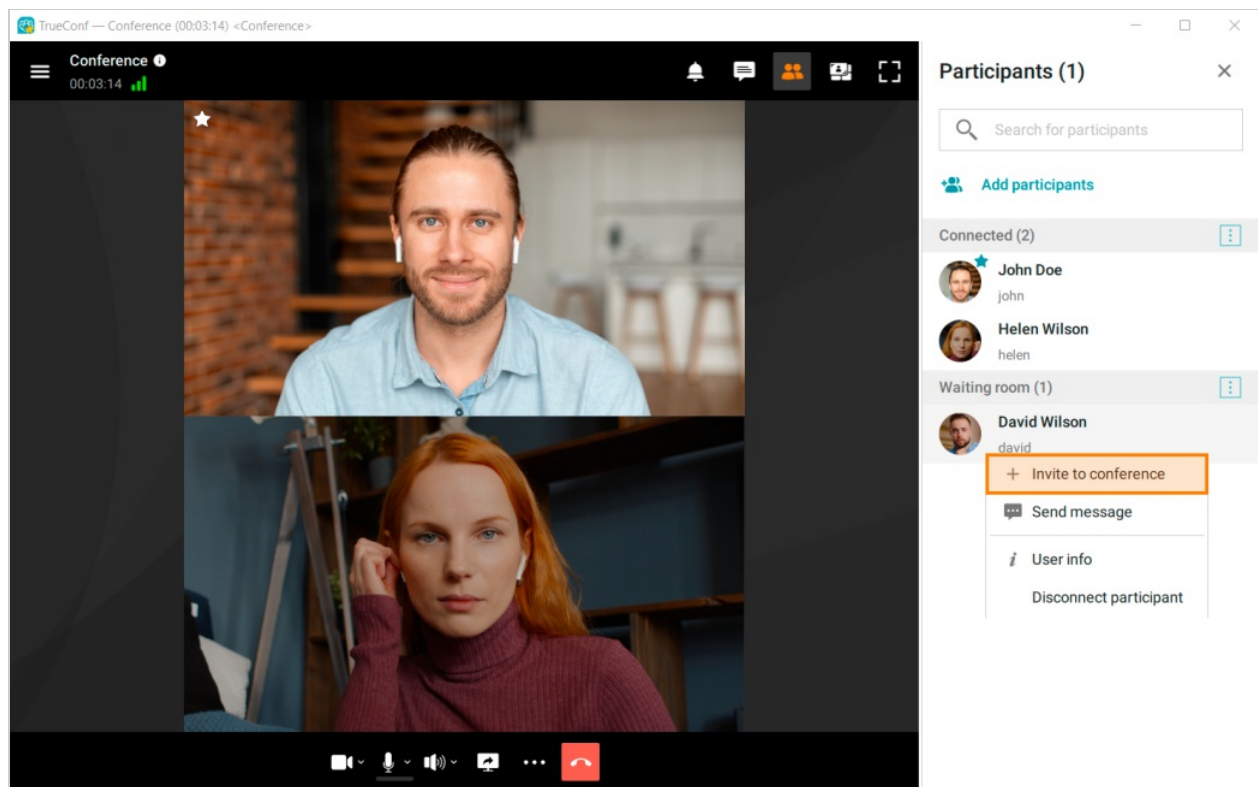 TrueConf — Conference (00:03:14) <Conference>
Conference
00:03:14
Participants (1)
Search for participants
Add participants
Connected (2)
John Doe
john
Helen Wilson
helen
Waiting room (1)
David Wilson
david
Invite to conference
Send message
User info
Disconnect participant